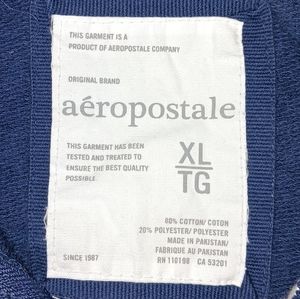 THIS GARMENT IS A
PRODUCT OF AEROPOSTALE COMPANY
ORIGINAL BRAND
aéropostale
THIS GARMENT HAS BEEN
TESTED AND TREATED TO
ENSURE THE BEST QUALITY
POSSIBLE.
XL
TG
60% COTTON/ COTON
20% POLYESTER/ POLYESTER
MADE IN PAKISTAN/
FABRIQUE AU PAKISTAN
SINCE 1987
RN 110198 CA 53201